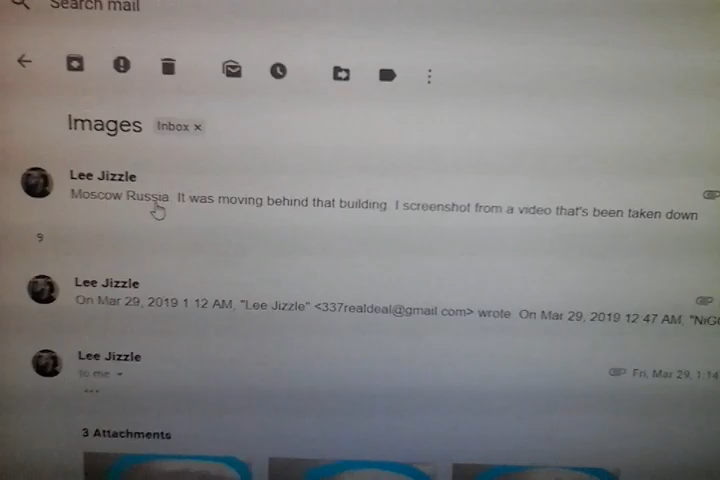 Search mail
Images Inbox ×
Lee Jizzle
Moscow Russia. It was moving behind that building. I screenshot from a video that's been taken down
9
Lee Jizzle
On Mar 29, 2019 1 12 AM, "Lee Jizzle" <337realdeal@gmail com> wrote On Mar 29, 2019 12 47 AM,
Lee Jizzle
to me
Fri, Mar 29, 1:14
...
3 Attachments